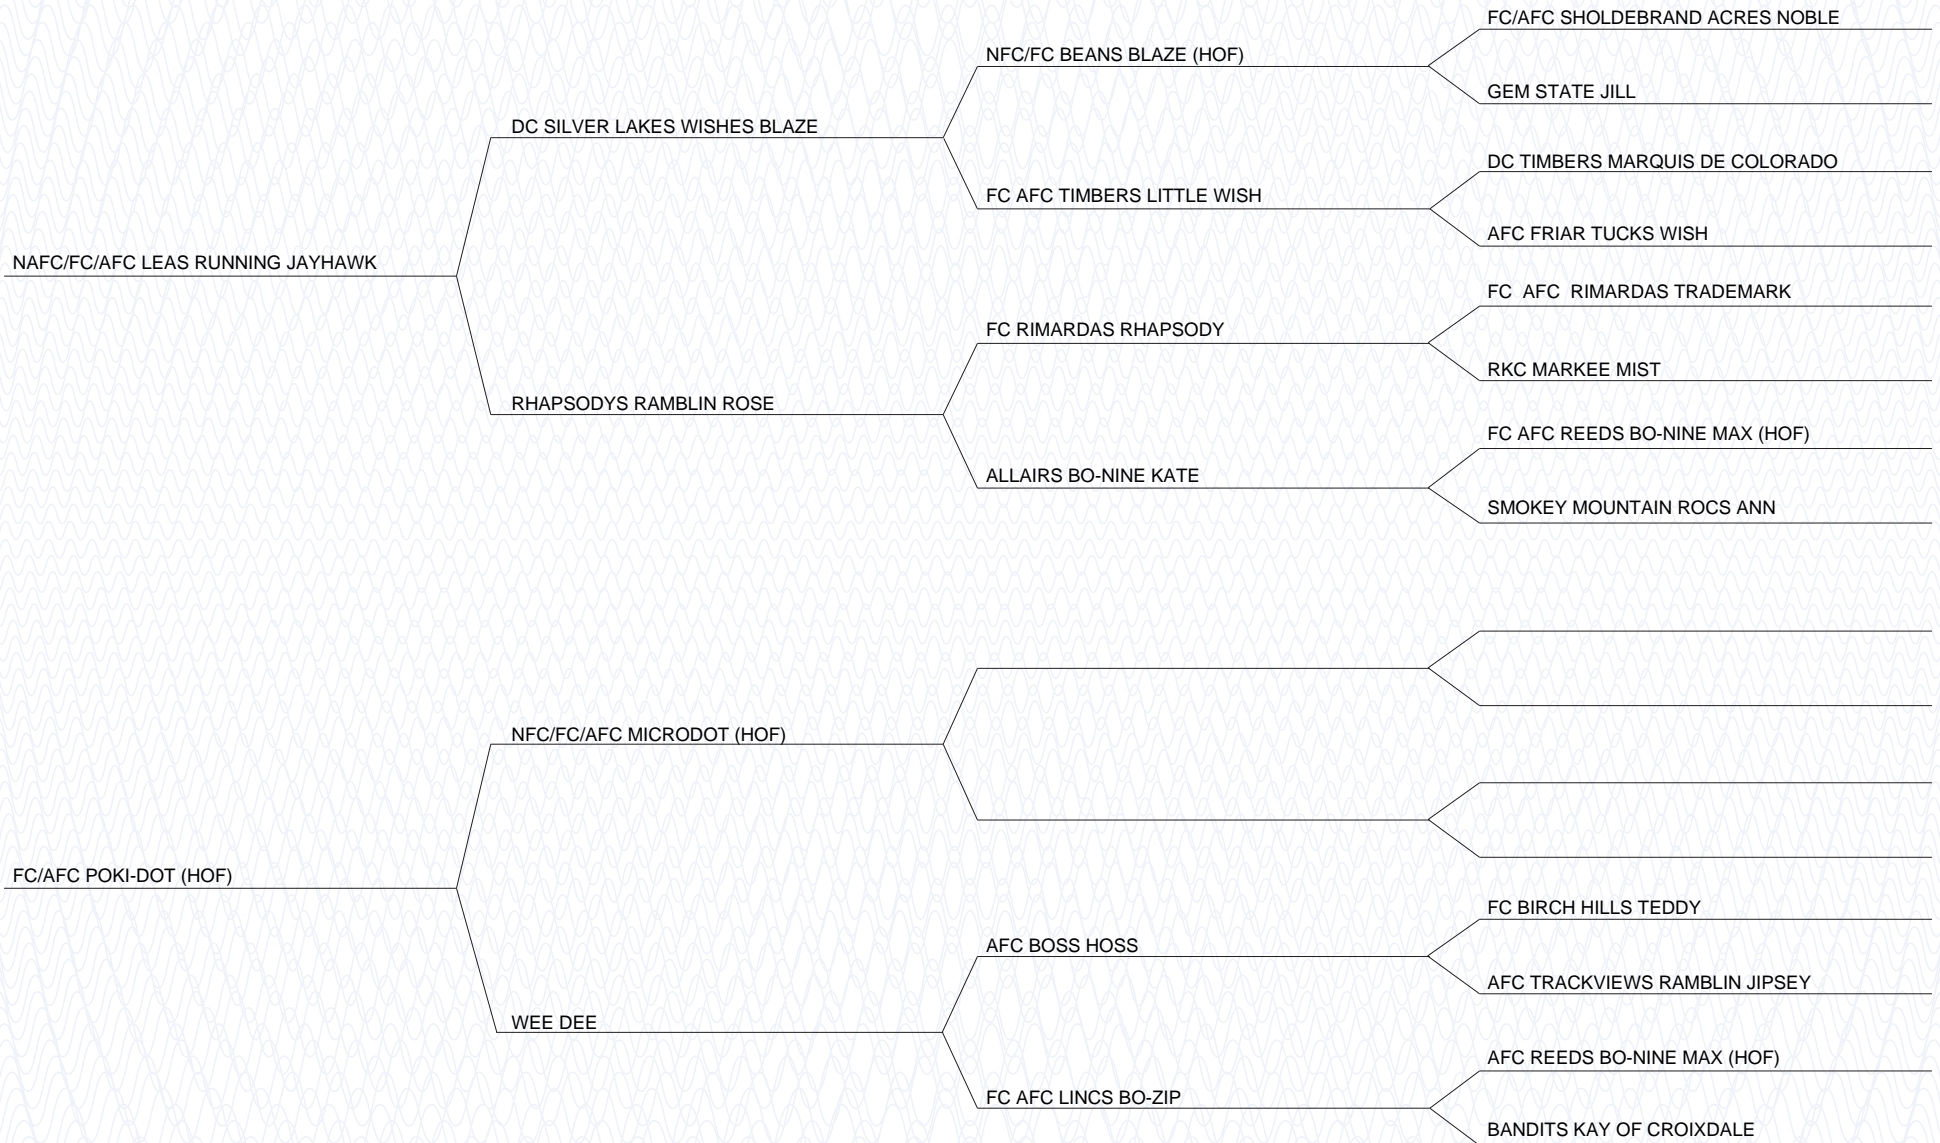 FC/AFC SHOLDEBRAND ACRES NOBLE
NFC/FC BEANS BLAZE (HOF)
GEM STATE JILL
DC SILVER LAKES WISHES BLAZE
DC TIMBERS MARQUIS DE COLORADO
FC AFC TIMBERS LITTLE WISH
AFC FRIAR TUCKS WISH
NAFC/FC/AFC LEAS RUNNING JAYHAWK
FC  AFC  RIMARDAS TRADEMARK
FC RIMARDAS RHAPSODY
RKC MARKEE MIST
RHAPSODYS RAMBLIN ROSE
FC AFC REEDS BO-NINE MAX (HOF)
ALLAIRS BO-NINE KATE
SMOKEY MOUNTAIN ROCS ANN
NFC/FC/AFC MICRODOT (HOF)
FC/AFC POKI-DOT (HOF)
FC BIRCH HILLS TEDDY
AFC BOSS HOSS
AFC TRACKVIEWS RAMBLIN JIPSEY
WEE DEE
AFC REEDS BO-NINE MAX (HOF)
FC AFC LINCS BO-ZIP
BANDITS KAY OF CROIXDALE